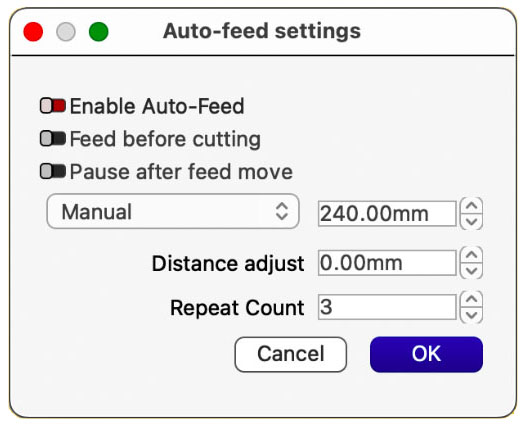 Auto-feed settings
Enable Auto-Feed
Feed before cutting
Pause after feed move
Manual 240.00mm
Distance adjust 0.00mm
Repeat Count 3
Cancel OK